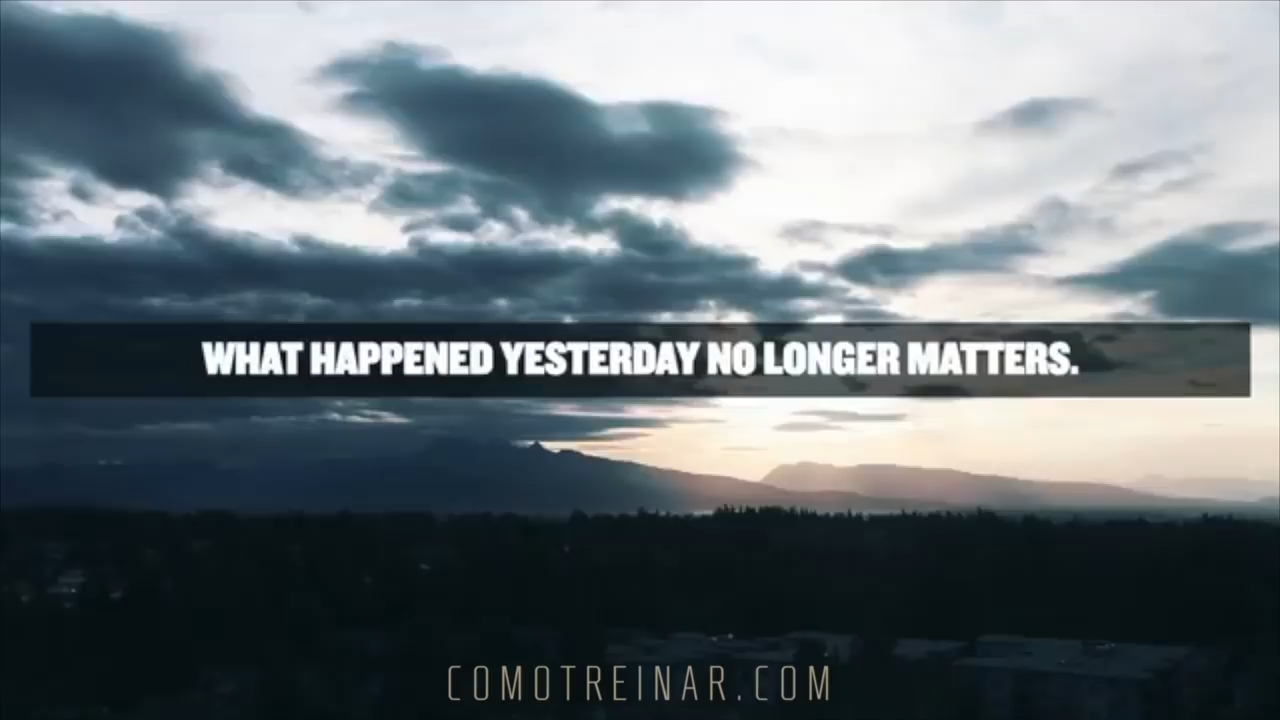 WHAT HAPPENED YESTERDAY NO LONGER MATTERS.
COMOTREINAR.COM